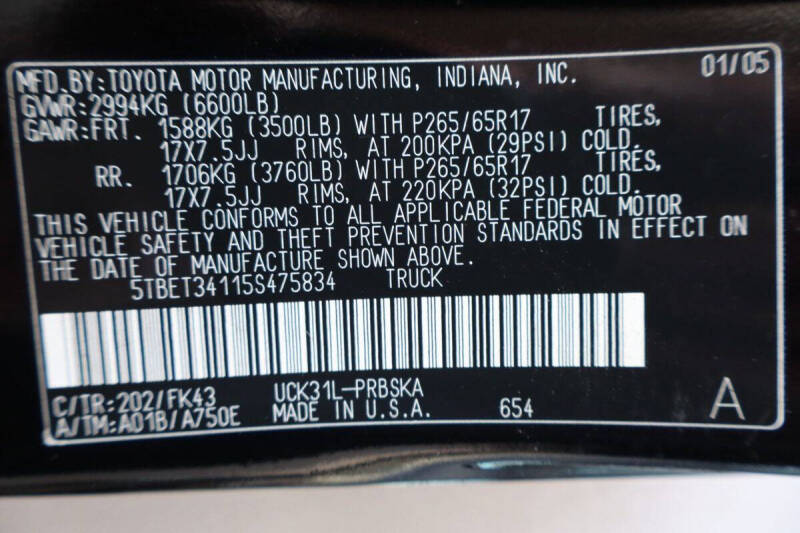 MFD.BY:TOYOTA MOTOR MANUFACTURING, INDIANA, INC. 01/05
GVWR:2994KG (6600LB)
GAWR:FRT. 1588KG (3500LB) WITH P265/65R17 TIRES,
17X7.5JJ RIMS, AT 200KPA (29PSI) COLD.
RR. 1706KG (3760LB) WITH P265/65R17 TIRES,
17X7.5JJ RIMS, AT 220KPA (32PSI) COLD.
THIS VEHICLE CONFORMS TO ALL APPLICABLE FEDERAL MOTOR
VEHICLE SAFETY AND THEFT PREVENTION STANDARDS IN EFFECT ON
THE DATE OF MANUFACTURE SHOWN ABOVE.
5TBET34115S475834 TRUCK
C/TR:202/FK43 UCK31L-PRBSKA
A/TM:A01B/A750E MADE IN U.S.A. 654 A